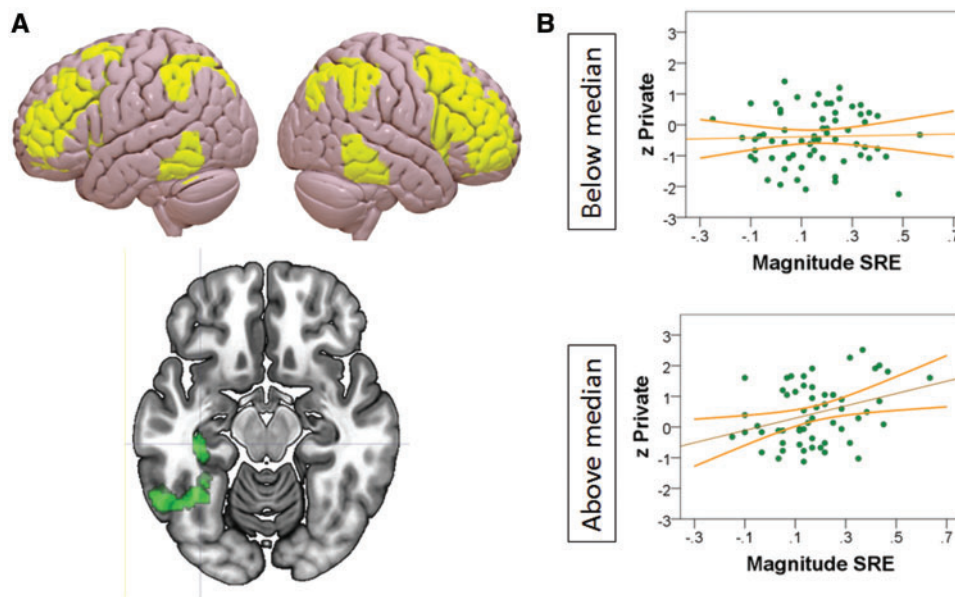 A
B
Below median
z Private
3
2
1
0
-1
-2
-3
-.3 -.1 .1 .3 .5 .7
Magnitude SRE
Above median
z Private
3
2
1
0
-1
-2
-3
-.3 -.1 .1 .3 .5 .7
Magnitude SRE